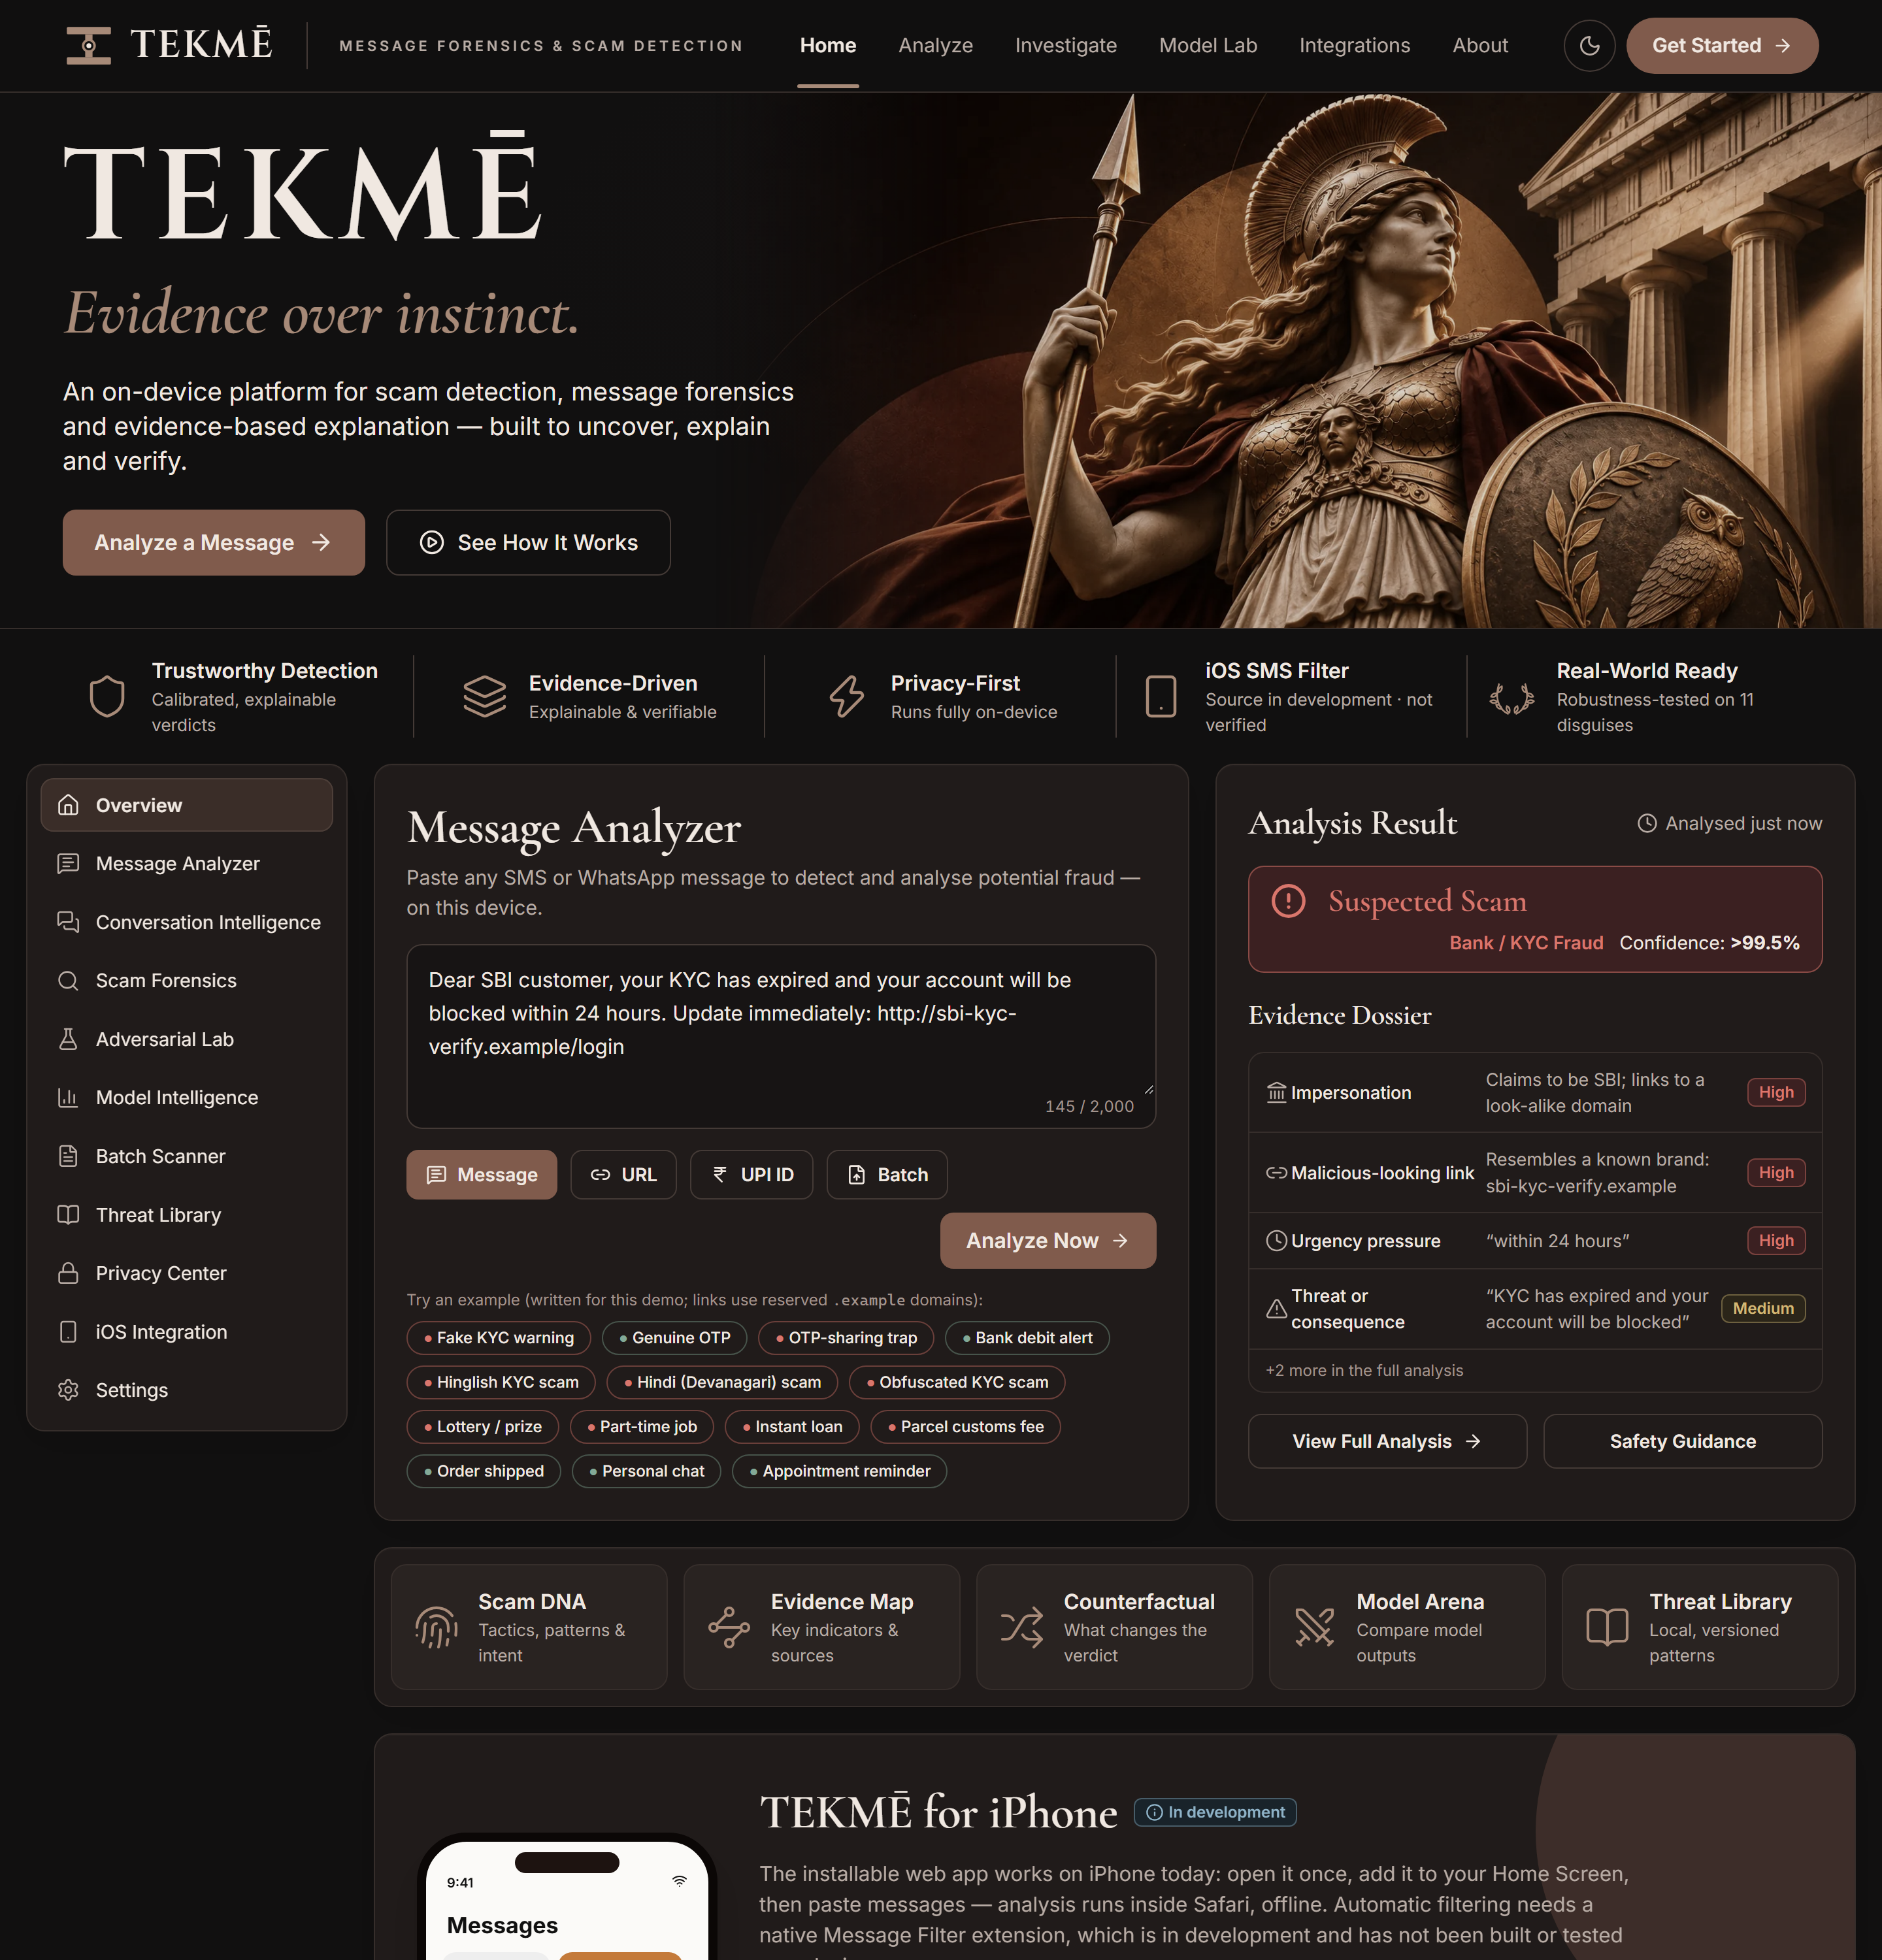 TEKMĒ
MESSAGE FORENSICS & SCAM DETECTION
Home
Analyze
Investigate
Model Lab
Integrations
About
Get Started
TEKMĒ
Evidence over instinct.
An on-device platform for scam detection, message forensics
and evidence-based explanation — built to uncover, explain
and verify.
Analyze a Message
See How It Works
Trustworthy Detection
Calibrated, explainable
verdicts
Evidence-Driven
Explainable & verifiable
Privacy-First
Runs fully on-device
iOS SMS Filter
Source in development · not
verified
Real-World Ready
Robustness-tested on 11
disguises
Overview
Message Analyzer
Conversation Intelligence
Scam Forensics
Adversarial Lab
Model Intelligence
Batch Scanner
Threat Library
Privacy Center
iOS Integration
Settings
Message Analyzer
Paste any SMS or WhatsApp message to detect and analyse potential fraud —
on this device.
Dear SBI customer, your KYC has expired and your account will be
blocked within 24 hours. Update immediately: http://sbi-kyc-
verify.example/login
145 / 2,000
Message
URL
UPI ID
Batch
Analyze Now
Try an example (written for this demo; links use reserved .example domains):
Fake KYC warning
Genuine OTP
OTP-sharing trap
Bank debit alert
Hinglish KYC scam
Hindi (Devanagari) scam
Obfuscated KYC scam
Lottery / prize
Part-time job
Instant loan
Parcel customs fee
Order shipped
Personal chat
Appointment reminder
Analysis Result
Analysed just now
Suspected Scam
Bank / KYC Fraud Confidence: >99.5%
Evidence Dossier
Impersonation
Claims to be SBI; links to a
look-alike domain
High
Malicious-looking link
Resembles a known brand:
sbi-kyc-verify.example
High
Urgency pressure
“within 24 hours”
High
Threat or
consequence
“KYC has expired and your
account will be blocked”
Medium
+2 more in the full analysis
View Full Analysis
Safety Guidance
Scam DNA
Tactics, patterns &
intent
Evidence Map
Key indicators &
sources
Counterfactual
What changes the
verdict
Model Arena
Compare model
outputs
Threat Library
Local, versioned
patterns
TEKMĒ for iPhone
In development
The installable web app works on iPhone today: open it once, add it to your Home Screen,
then paste messages — analysis runs inside Safari, offline. Automatic filtering needs a
native Message Filter extension, which is in development and has not been built or tested
9:41
Messages